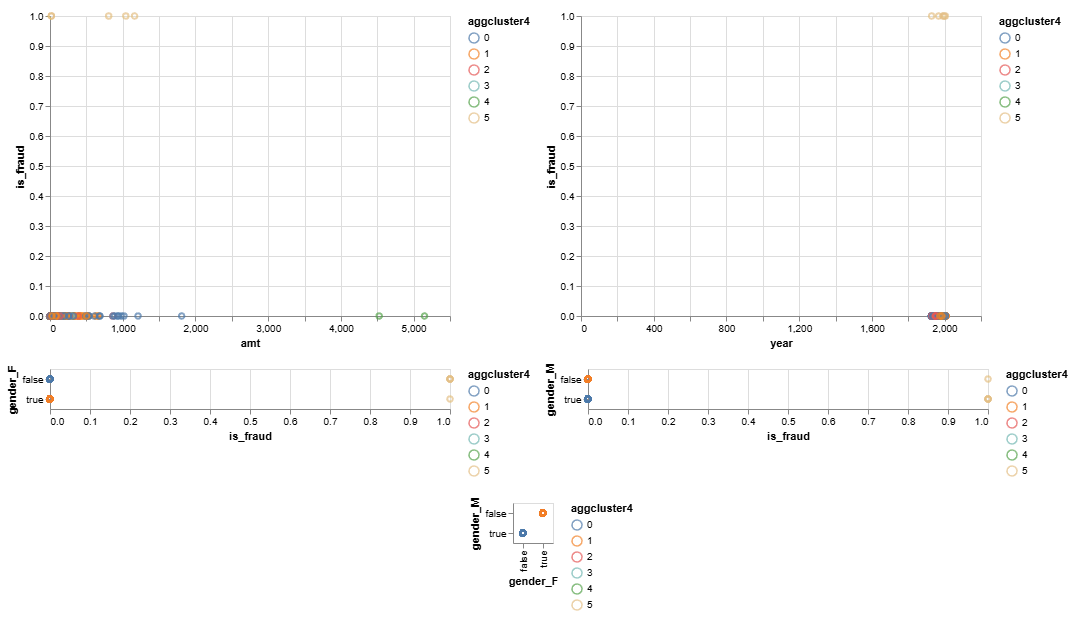 aggcluster4
0
1
2
3
4
5
is_fraud
1.0
0.9
0.8
0.7
0.6
0.5
0.4
0.3
0.2
0.1
0.0
0 1,000 2,000 3,000 4,000 5,000
amt
aggcluster4
0
1
2
3
4
5
is_fraud
1.0
0.9
0.8
0.7
0.6
0.5
0.4
0.3
0.2
0.1
0.0
0 400 800 1,200 1,600 2,000
year
gender_F
false
true
0.0 0.1 0.2 0.3 0.4 0.5 0.6 0.7 0.8 0.9 1.0
is_fraud
aggcluster4
0
1
2
3
4
5
gender_M
false
true
0.0 0.1 0.2 0.3 0.4 0.5 0.6 0.7 0.8 0.9 1.0
is_fraud
aggcluster4
0
1
2
3
4
5
gender_M
false
true
false true
gender_F
aggcluster4
0
1
2
3
4
5